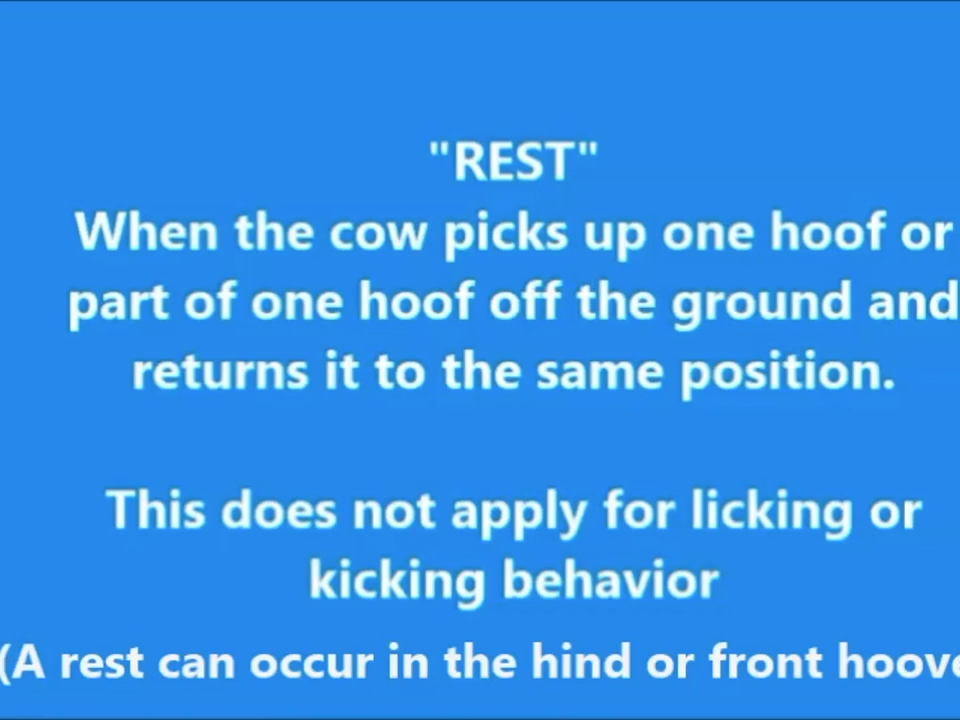 "REST"
When the cow picks up one hoof or
part of one hoof off the ground and
returns it to the same position.
This does not apply for licking or
kicking behavior
(A rest can occur in the hind or front hoove